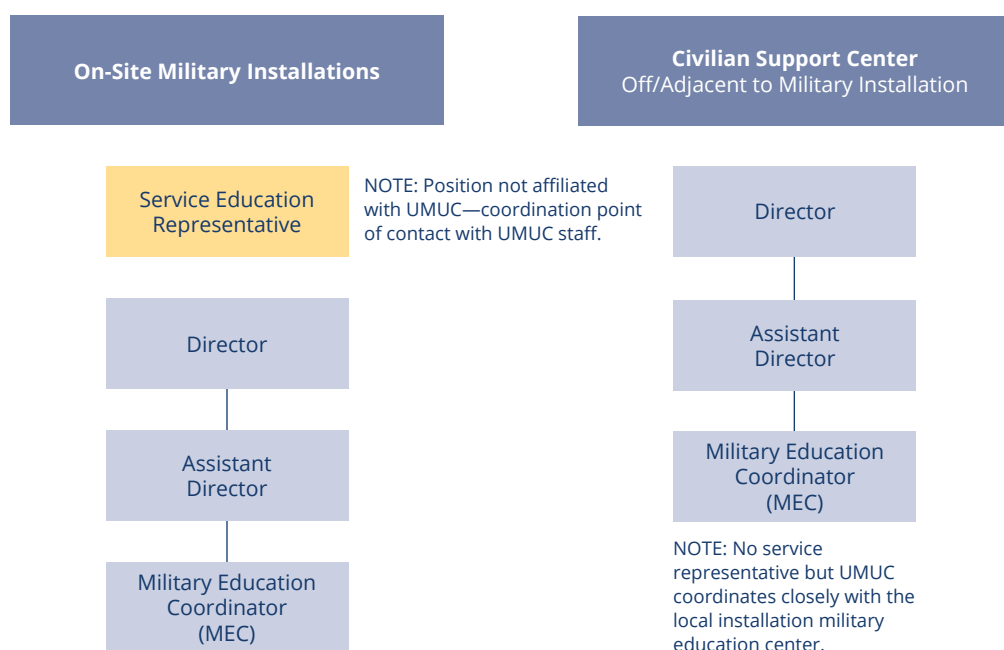 On-Site Military Installations
Civilian Support Center
Off/Adjacent to Military Installation
Service Education
Representative
NOTE: Position not affiliated
with UMUC—coordination point
of contact with UMUC staff.
Director
Assistant
Director
Military Education
Coordinator
(MEC)
Director
Assistant
Director
Military Education
Coordinator
(MEC)
NOTE: No service
representative but UMUC
coordinates closely with the
local installation military
education center.